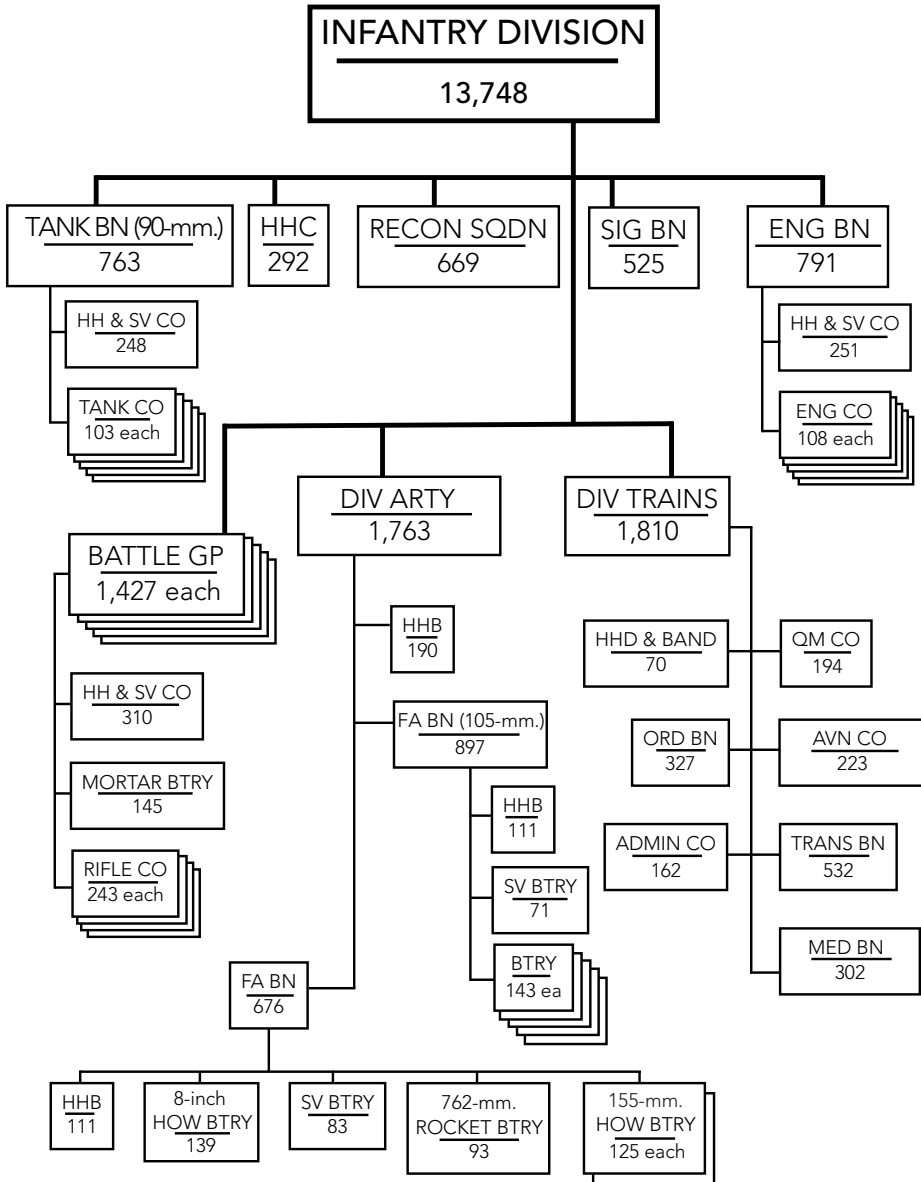 INFANTRY DIVISION
13,748
TANK BN (90-mm.)
763
HHC
292
RECON SQDN
669
SIG BN
525
ENG BN
791
HH & SV CO
248
TANK CO
103 each
HH & SV CO
251
ENG CO
108 each
BATTLE GP
1,427 each
DIV ARTY
1,763
DIV TRAINS
1,810
HH & SV CO
310
MORTAR BTRY
145
RIFLE CO
243 each
HHB
190
FA BN (105-mm.)
897
HHB
111
SV BTRY
71
BTRY
143 ea
HHD & BAND
70
QM CO
194
ORD BN
327
AVN CO
223
ADMIN CO
162
TRANS BN
532
MED BN
302
FA BN
676
HHB
111
8-inch
HOW BTRY
139
SV BTRY
83
762-mm.
ROCKET BTRY
93
155-mm.
HOW BTRY
125 each